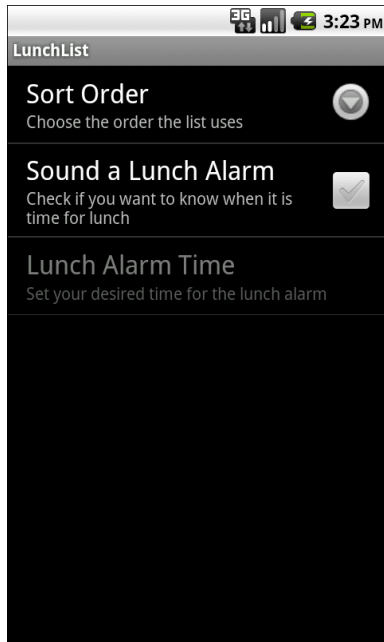 3G 3:23 PM
LunchList
Sort Order
Choose the order the list uses
Sound a Lunch Alarm
Check if you want to know when it is
time for lunch
Lunch Alarm Time
Set your desired time for the lunch alarm